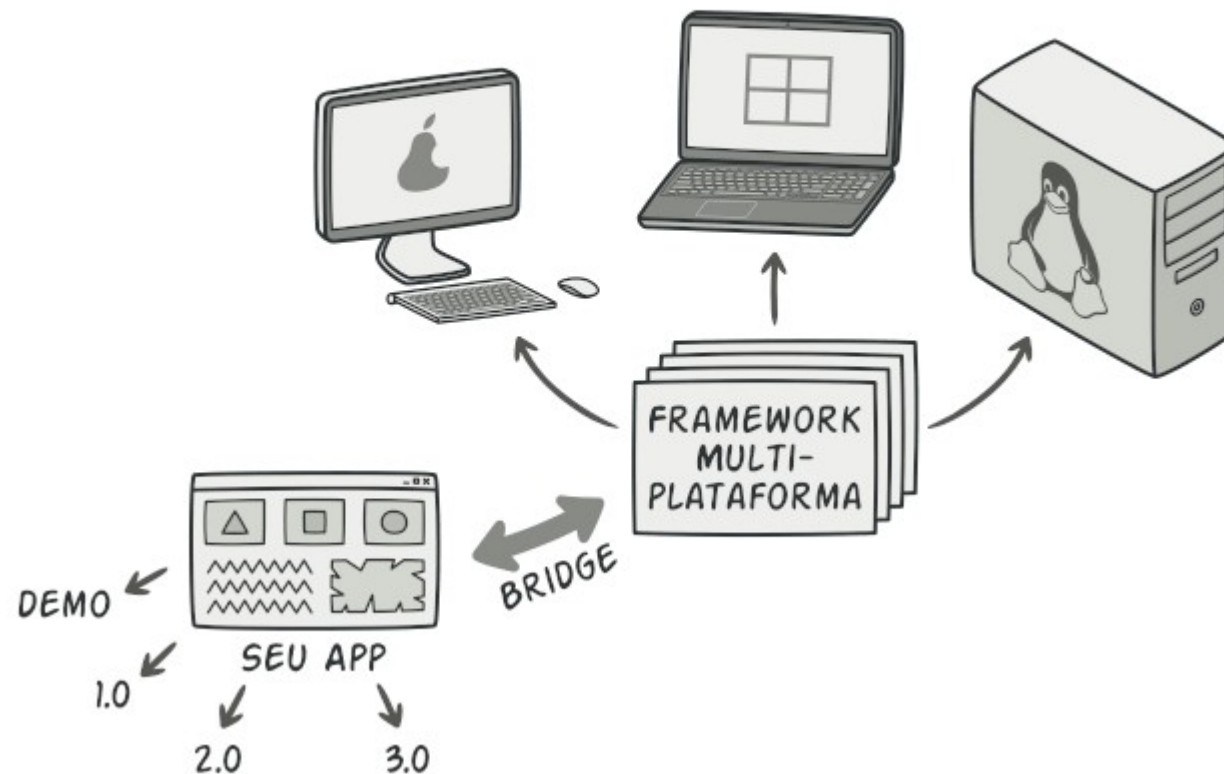 FRAMEWORK
MULTI-
PLATAFORMA
BRIDGE
DEMO
SEU APP
1.0
2.0
3.0